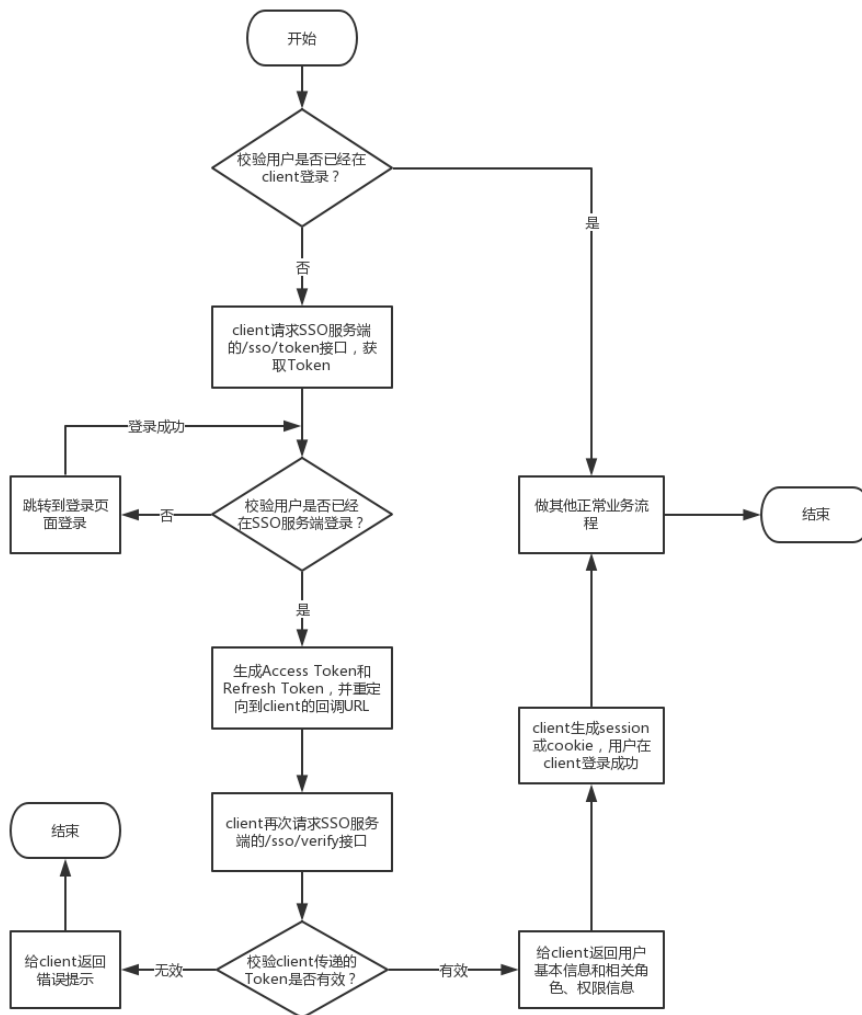 开始
校验用户是否已经在
client登录？
是
否
client请求SSO服务端
的/sso/token接口，获
取Token
登录成功
跳转到登录页
面登录
否
校验用户是否已经
在SSO服务端登录？
做其他正常业务流
程
结束
是
生成Access Token和
Refresh Token，并重定
向到client的回调URL
client生成session
或cookie，用户在
client登录成功
结束
client再次请求SSO服务
端的/sso/verify接口
给client返回
错误提示
无效
校验client传递的
Token是否有效？
有效
给client返回用户
基本信息和相关角
色、权限信息